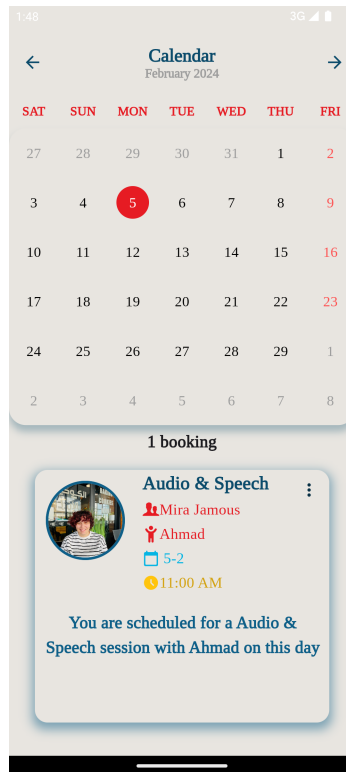 1:48 3G
Calendar
February 2024
SAT SUN MON TUE WED THU FRI
27 28 29 30 31 1 2
3 4 5 6 7 8 9
10 11 12 13 14 15 16
17 18 19 20 21 22 23
24 25 26 27 28 29 1
2 3 4 5 6 7 8
1 booking
Audio & Speech
Mira Jamous
Ahmad
5-2
11:00 AM
You are scheduled for a Audio &
Speech session with Ahmad on this day